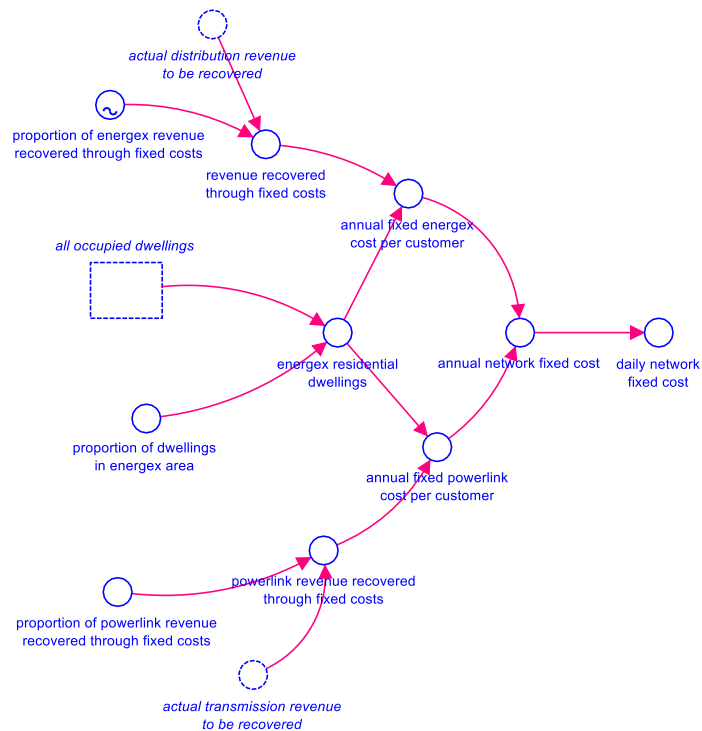 actual distribution revenue
to be recovered
proportion of energex revenue
recovered through fixed costs
revenue recovered
through fixed costs
annual fixed energex
cost per customer
all occupied dwellings
energex residential
dwellings
annual network fixed cost
daily network
fixed cost
proportion of dwellings
in energex area
annual fixed powerlink
cost per customer
powerlink revenue recovered
through fixed costs
proportion of powerlink revenue
recovered through fixed costs
actual transmission revenue
to be recovered